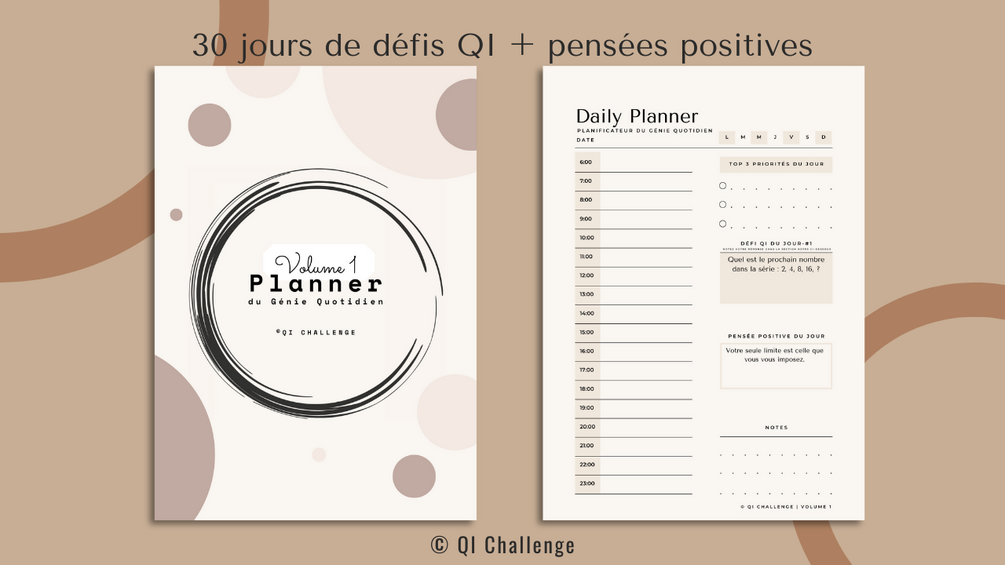 30 jours de défis QI + pensées positives
Volume 1
Planner
du Génie Quotidien
©QI CHALLENGE
Daily Planner
PLANIFICATEUR DU GÉNIE QUOTIDIEN
DATE
L M M J V S D
6:00
7:00
8:00
9:00
10:00
11:00
12:00
13:00
14:00
15:00
16:00
17:00
18:00
19:00
20:00
21:00
22:00
23:00
TOP 3 PRIORITÉS DU JOUR
DÉFI QI DU JOUR-#1
Quel est le prochain nombre
dans la série : 2, 4, 8, 16, ?
PENSÉE POSITIVE DU JOUR
Votre seule limite est celle que
vous vous imposez.
NOTES
© QI CHALLENGE | VOLUME 1
© QI Challenge